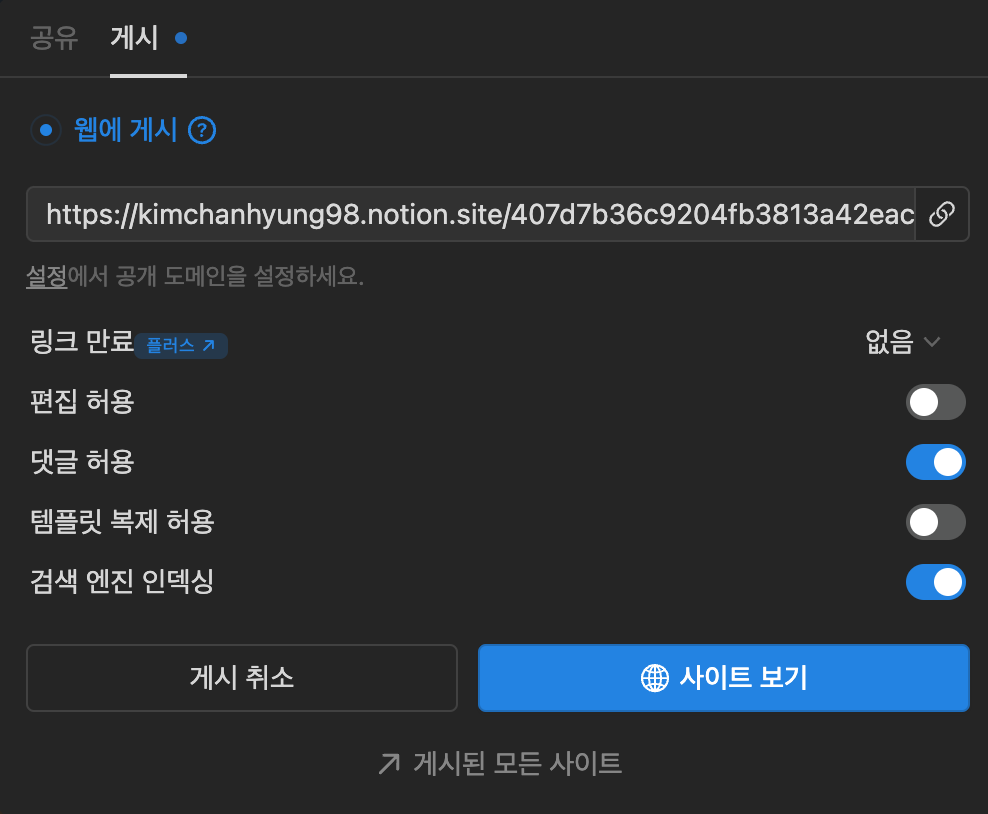 공유 게시
웹에 게시 ?
https://kimchanhyung98.notion.site/407d7b36c9204fb3813a42eac
설정에서 공개 도메인을 설정하세요.
링크 만료 플러스 ↗ 없음
편집 허용
댓글 허용
템플릿 복제 허용
검색 엔진 인덱싱
게시 취소 사이트 보기
↗ 게시된 모든 사이트